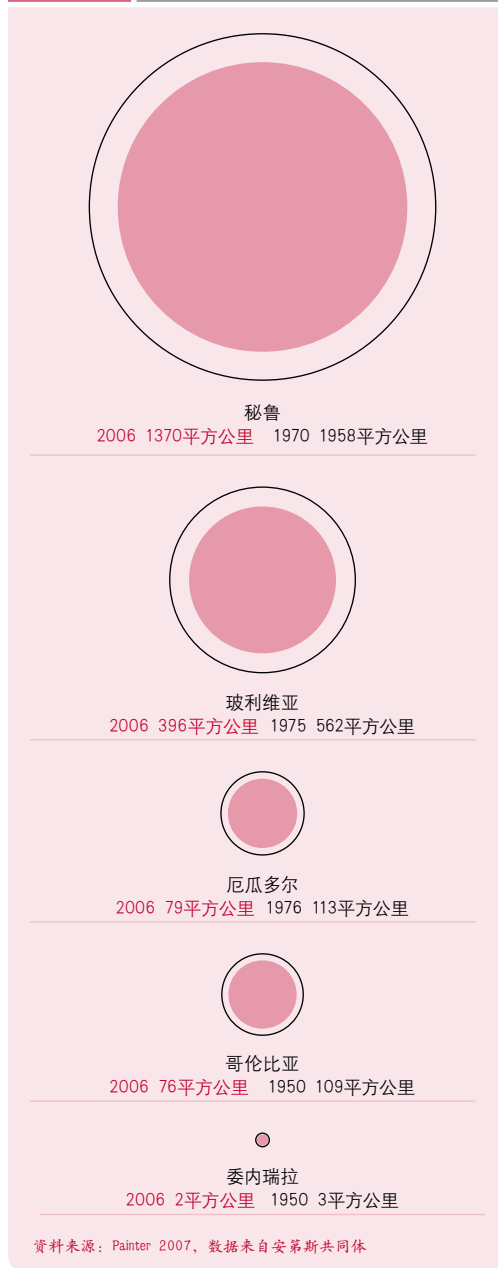 秘鲁
2006 1370平方公里 1970 1958平方公里
玻利维亚
2006 396平方公里 1975 562平方公里
厄瓜多尔
2006 79平方公里 1976 113平方公里
哥伦比亚
2006 76平方公里 1950 109平方公里
委内瑞拉
2006 2平方公里 1950 3平方公里
资料来源：Painter 2007，数据来自安第斯共同体